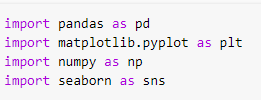 import pandas as pd
import matplotlib.pyplot as plt
import numpy as np
import seaborn as sns